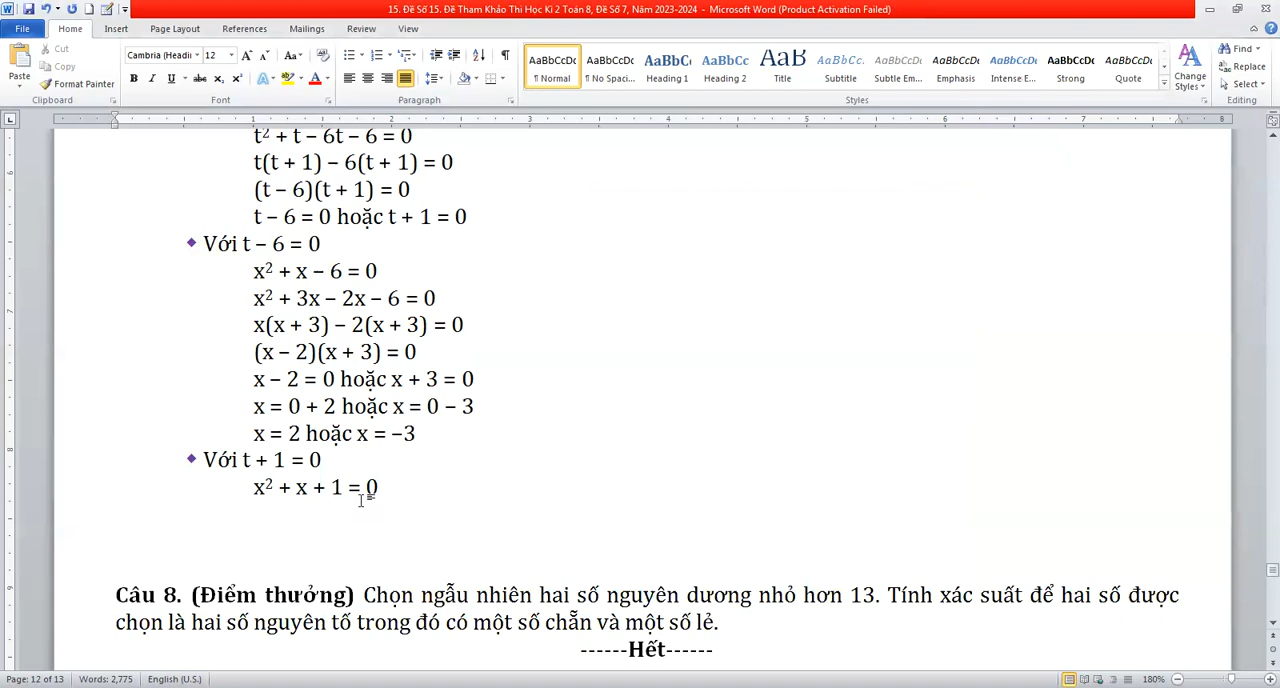 15. Đề Số 15. Đề Tham Khảo Thi Học Kì 2 Toán 8, Đề Số 7, Năm 2023-2024 - Microsoft Word (Product Activation Failed)
File Home Insert Page Layout References Mailings Review View
Cut
Copy
Format Painter
Paste
Clipboard
Cambria (Headi 12
Font
Paragraph
AaBbCcDc AaBbCcDc AaBbCc AaBbCc AaB AaBbCc. AaBbCcDc AaBbCcDc AaBbCcDc AaBbCcDc AaBbCcDc
¶ Normal ¶ No Spaci... Heading 1 Heading 2 Title Subtitle Subtle Em... Emphasis Intense E... Strong Quote
Styles
Change Styles
Find
Replace
Select
Editing
1 2 3 4 5 6 7 8
t² + t − 6t − 6 = 0
t(t + 1) − 6(t + 1) = 0
(t − 6)(t + 1) = 0
t − 6 = 0 hoặc t + 1 = 0
Với t − 6 = 0
x² + x − 6 = 0
x² + 3x − 2x − 6 = 0
x(x + 3) − 2(x + 3) = 0
(x − 2)(x + 3) = 0
x − 2 = 0 hoặc x + 3 = 0
x = 0 + 2 hoặc x = 0 − 3
x = 2 hoặc x = −3
Với t + 1 = 0
x² + x + 1 = 0
Câu 8. (Điểm thưởng) Chọn ngẫu nhiên hai số nguyên dương nhỏ hơn 13. Tính xác suất để hai số được
chọn là hai số nguyên tố trong đó có một số chẵn và một số lẻ.
------Hết------
Page: 12 of 13 Words: 2,775 English (U.S.) 180%